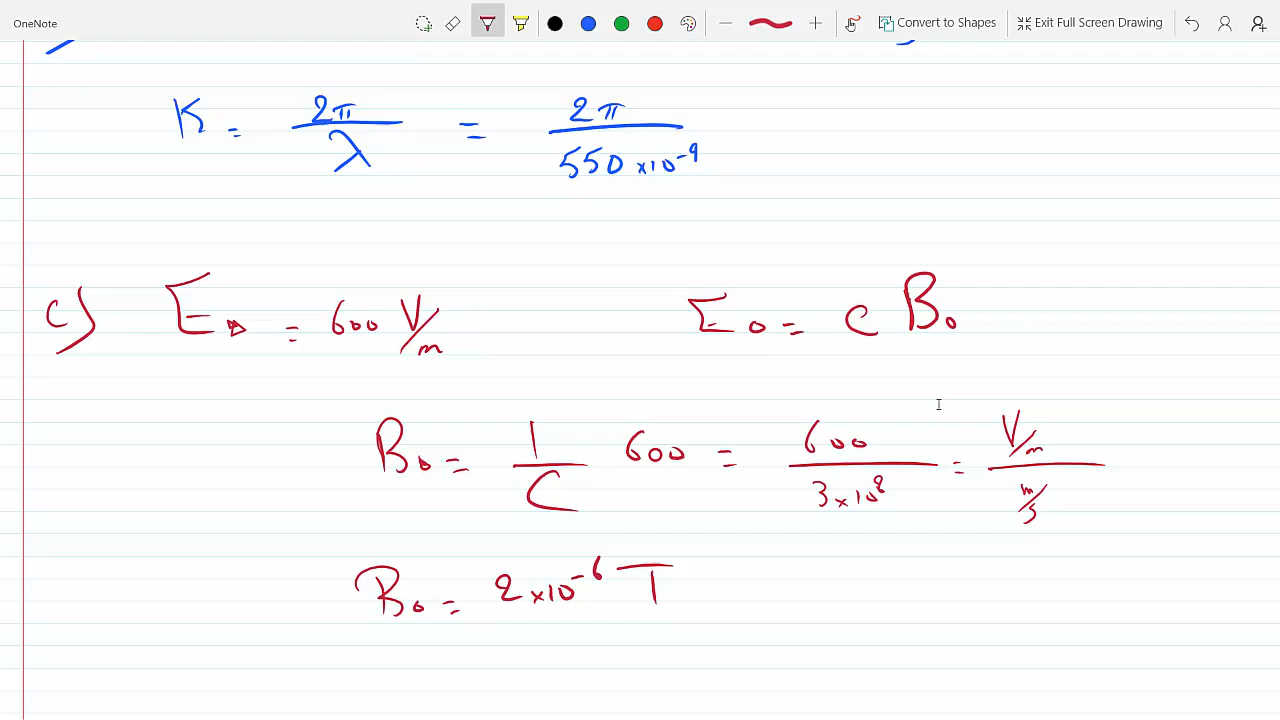 OneNote
Convert to Shapes
Exit Full Screen Drawing
K = 2π / λ = 2π / 550×10⁻⁹
c) E₀ = 600 V/m
E₀ = c B₀
B₀ = 1/C 600 = 600 / 3×10⁸ = V/m / m/s
B₀ = 2×10⁻⁶ T